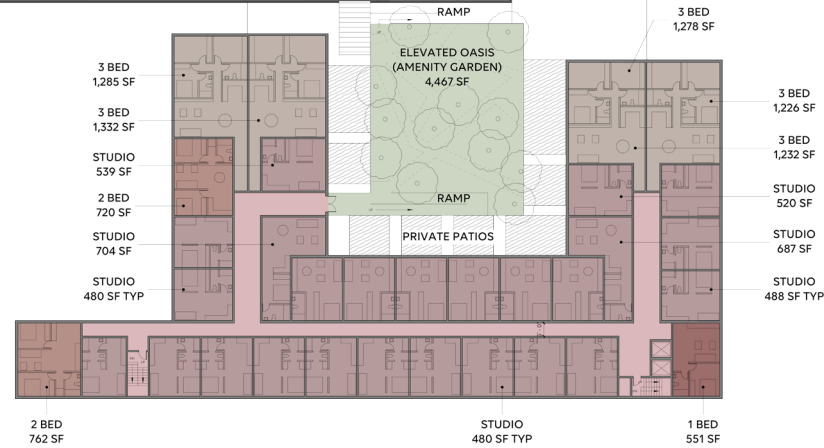 RAMP
3 BED
1,278 SF
ELEVATED OASIS
(AMENITY GARDEN)
4,467 SF
3 BED
1,285 SF
3 BED
1,226 SF
3 BED
1,332 SF
3 BED
1,232 SF
STUDIO
539 SF
STUDIO
520 SF
2 BED
720 SF
RAMP
STUDIO
704 SF
PRIVATE PATIOS
STUDIO
687 SF
STUDIO
480 SF TYP
STUDIO
488 SF TYP
2 BED
762 SF
STUDIO
480 SF TYP
1 BED
551 SF